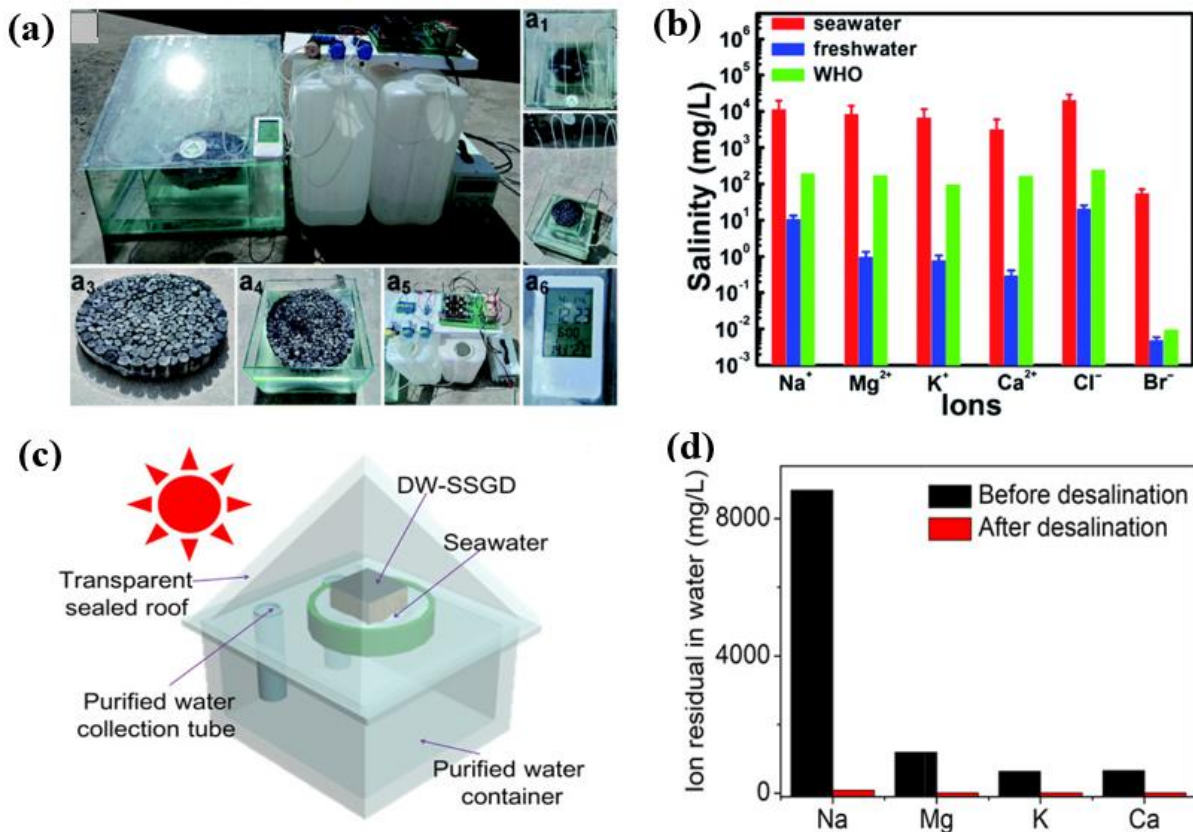 (a)
a1
a3
a4
a5
a6
(b)
Salinity (mg/L)
10^6
10^5
10^4
10^3
10^2
10^1
10^0
10^-1
10^-2
10^-3
seawater
freshwater
WHO
Na⁺
Mg²⁺
K⁺
Ca²⁺
Cl⁻
Br⁻
Ions
(c)
DW-SSGD
Seawater
Transparent
sealed roof
Purified water
collection tube
Purified water
container
(d)
Ion residual in water (mg/L)
8000
4000
0
Before desalination
After desalination
Na
Mg
K
Ca